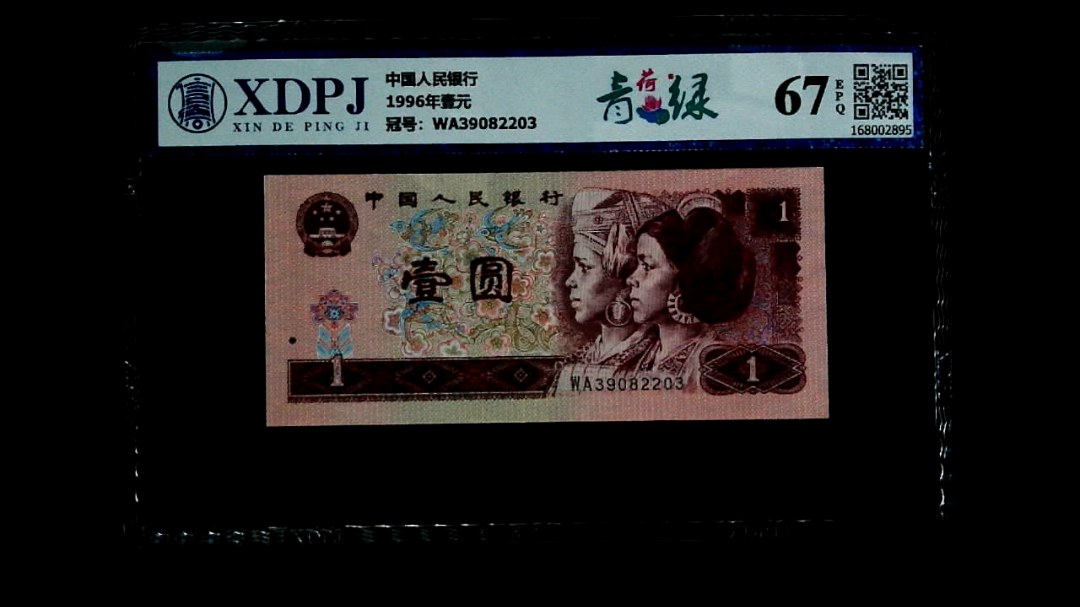 XDPJ
XIN DE PING JI
中国人民银行
1996年壹元
冠号: WA39082203
青荷绿
67
EPQ
168002895
中国人民银行
1
壹圆
1
WA39082203
1